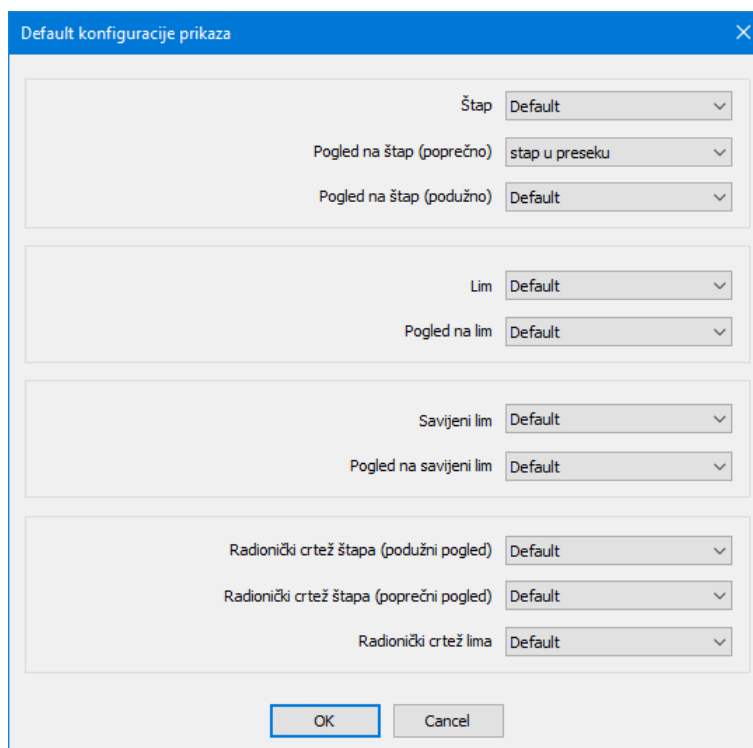 Default konfiguracije prikaza
Štap Default
Pogled na štap (poprečno) stap u preseku
Pogled na štap (podužno) Default
Lim Default
Pogled na lim Default
Savijeni lim Default
Pogled na savijeni lim Default
Radionički crtež štapa (podužni pogled) Default
Radionički crtež štapa (poprečni pogled) Default
Radionički crtež lima Default
OK Cancel